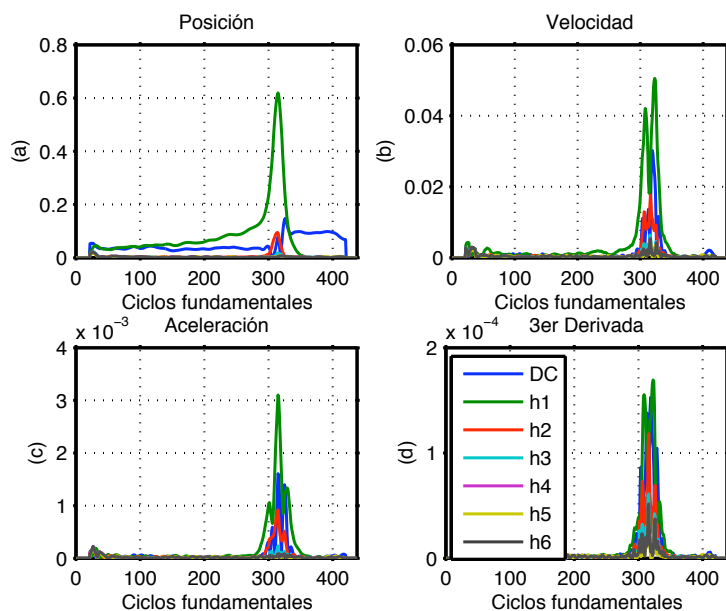 Posición
0.8
0.6
0.4
0.2
0
(a)
0 100 200 300 400
Ciclos fundamentales
Velocidad
0.06
0.04
0.02
0
(b)
0 100 200 300 400
Ciclos fundamentales
Aceleración
x 10⁻³
4
3
2
1
0
(c)
0 100 200 300 400
Ciclos fundamentales
3er Derivada
x 10⁻⁴
2
1
0
(d)
DC
h1
h2
h3
h4
h5
h6
0 100 200 300 400
Ciclos fundamentales